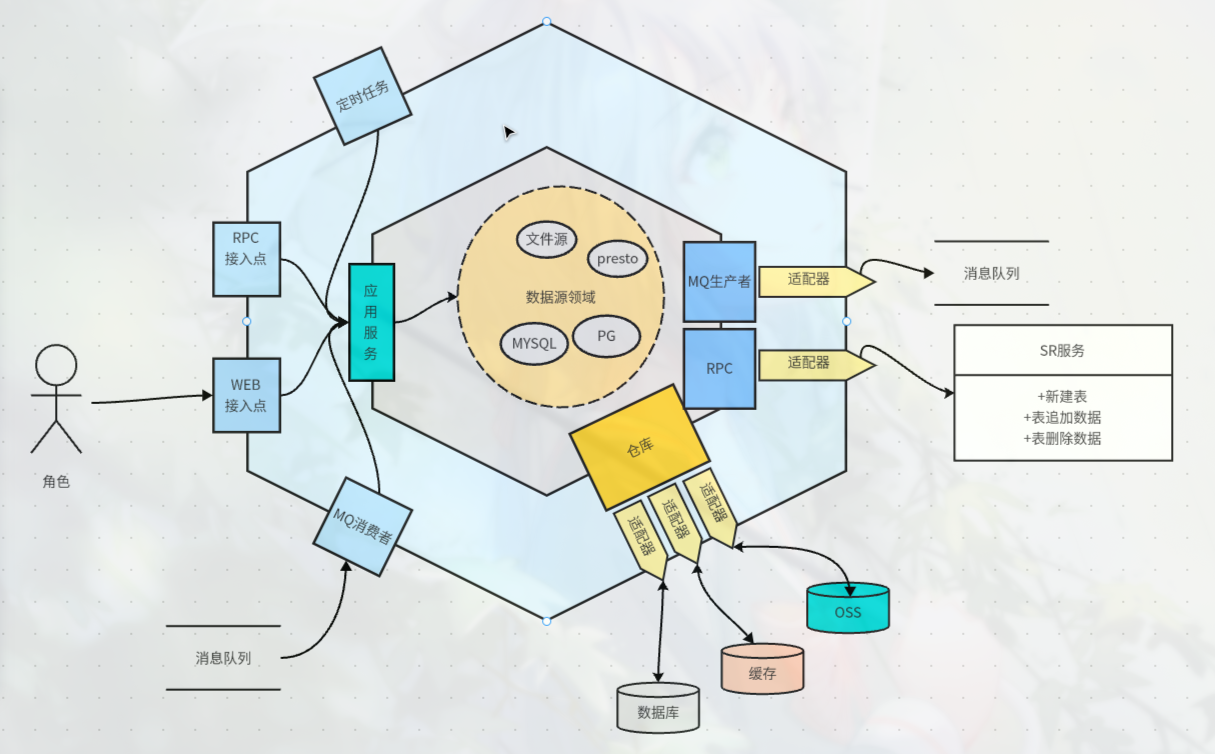 定时任务
RPC
接入点
WEB
接入点
角色
MQ消费者
消息队列
应
用
服
务
文件源
presto
数据源领域
MYSQL
PG
MQ生产者
适配器
消息队列
RPC
适配器
SR服务
+新建表
+表追加数据
+表删除数据
仓库
适配器
适配器
适配器
OSS
缓存
数据库